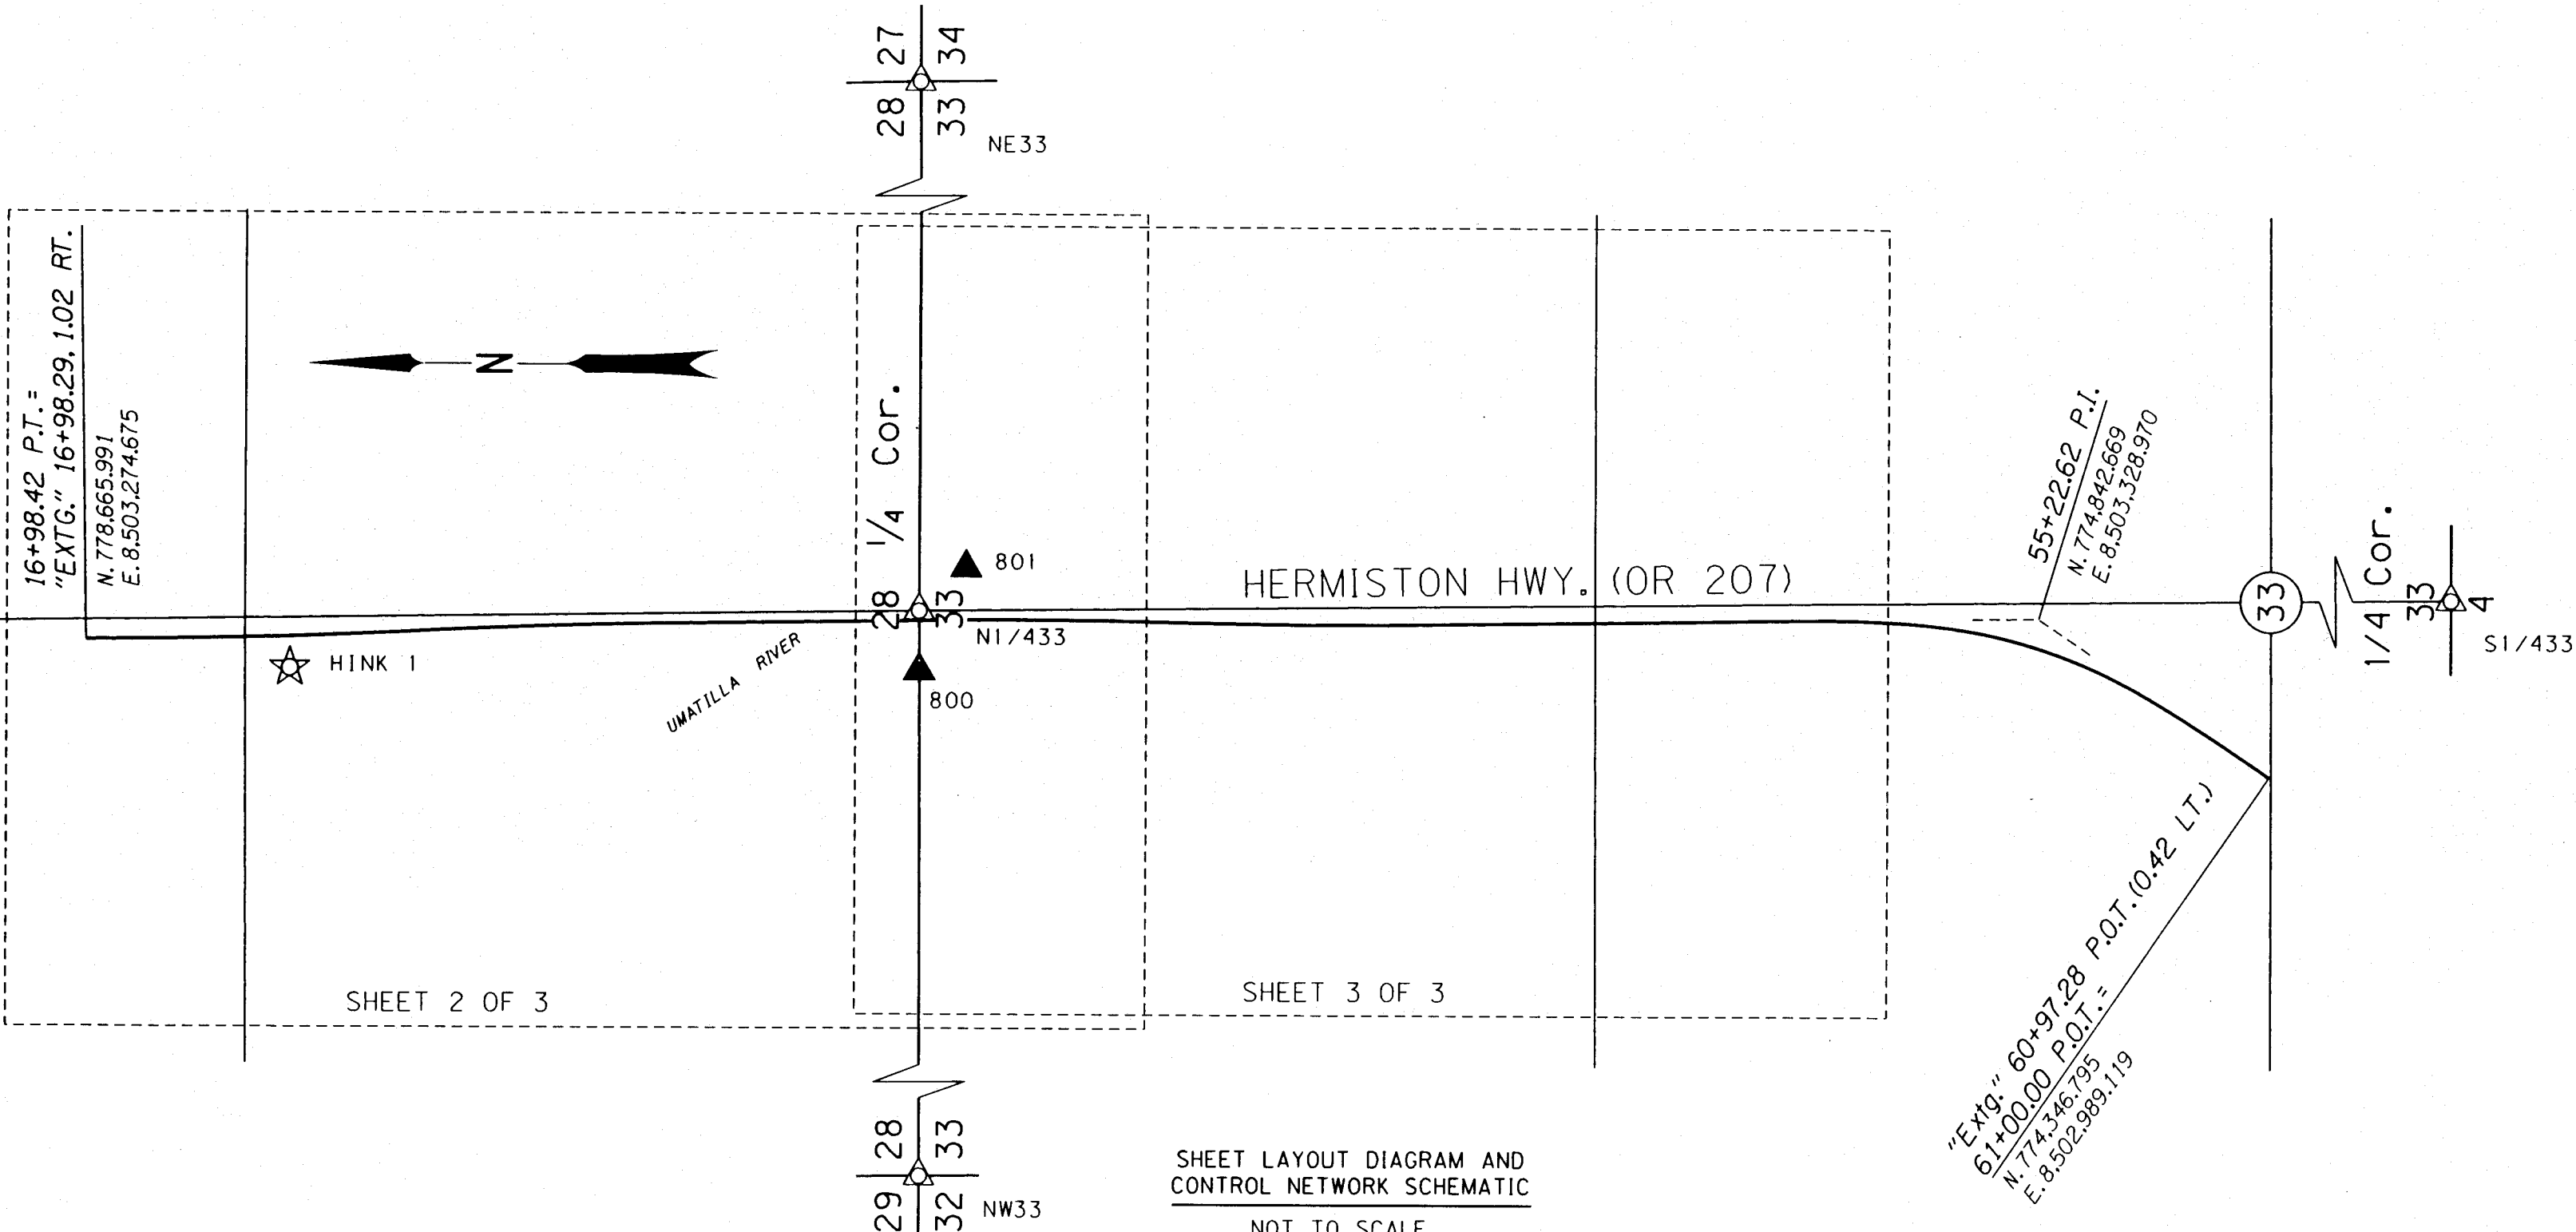 27
34
28
33
NE33
16+98.42 P.T.=
"EXTG." 16+98.29, 1.02 RT.
N. 778,665.991
E. 8,503,274.675
N
1/4 Cor.
28
33
N1/433
801
800
HINK 1
UMATILLA RIVER
HERMISTON HWY. (OR 207)
55+22.62 P.I.
N. 774,842.669
E. 8,503,328.970
33
1/4 Cor.
33
4
S1/433
SHEET 2 OF 3
SHEET 3 OF 3
"Extg." 60+97.28 P.O.T. (0.42 LT.)
61+00.00 P.O.T.=
N. 774,346.795
E. 8,502,989.119
28
33
29
32
NW33
SHEET LAYOUT DIAGRAM AND
CONTROL NETWORK SCHEMATIC
NOT TO SCALE